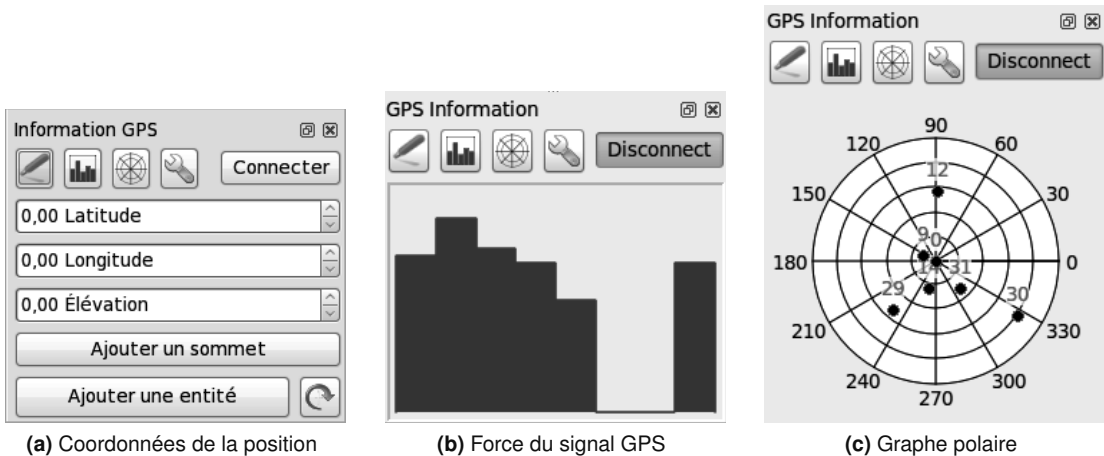 Information GPS
Connecter
0,00 Latitude
0,00 Longitude
0,00 Élévation
Ajouter un sommet
Ajouter une entité
(a) Coordonnées de la position
GPS Information
Disconnect
(b) Force du signal GPS
GPS Information
Disconnect
90
120
60
150
30
180
0
210
330
240
300
270
12
9
0
14
31
29
30
(c) Graphe polaire